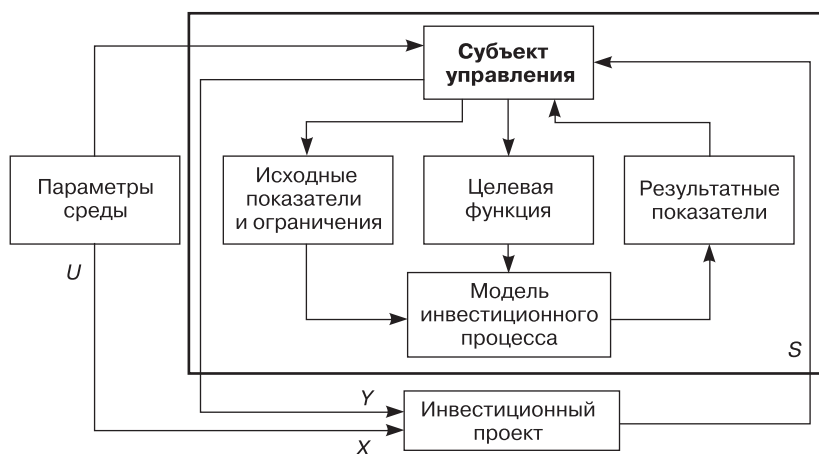 Субъект
управления
Параметры
среды
Исходные
показатели
и ограничения
Целевая
функция
Результатные
показатели
U
Модель
инвестиционного
процесса
S
Y
X
Инвестиционный
проект